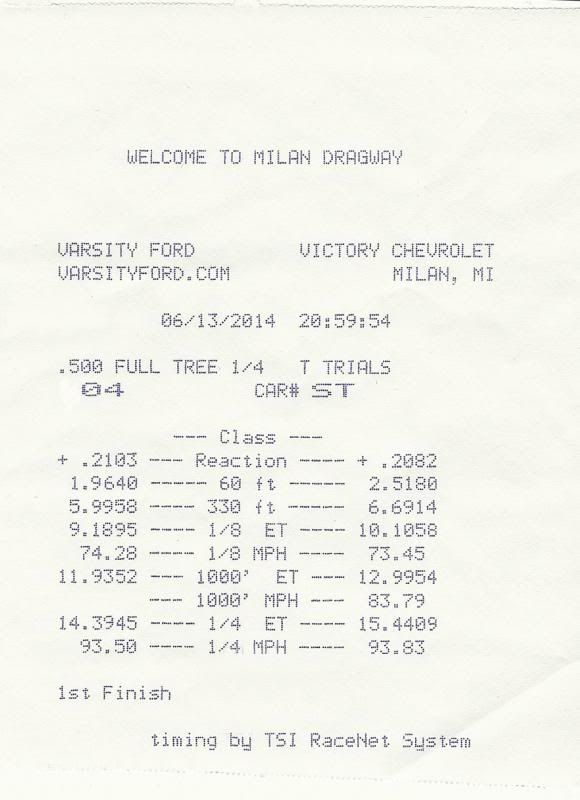 WELCOME TO MILAN DRAGWAY
VARSITY FORD VICTORY CHEVROLET
VARSITYFORD.COM MILAN, MI
06/13/2014 20:59:54
.500 FULL TREE 1/4 T TRIALS
04 CAR# ST
--- Class ---
+ .2103 --- Reaction ---- + .2082
1.9640 ----- 60 ft ----- 2.5180
5.9958 ---- 330 ft ----- 6.6914
9.1895 ---- 1/8 ET ---- 10.1058
74.28 ---- 1/8 MPH ---- 73.45
11.9352 --- 1000' ET --- 12.9954
--- 1000' MPH --- 83.79
14.3945 ---- 1/4 ET ---- 15.4409
93.50 ---- 1/4 MPH ---- 93.83
1st Finish
timing by TSI RaceNet System